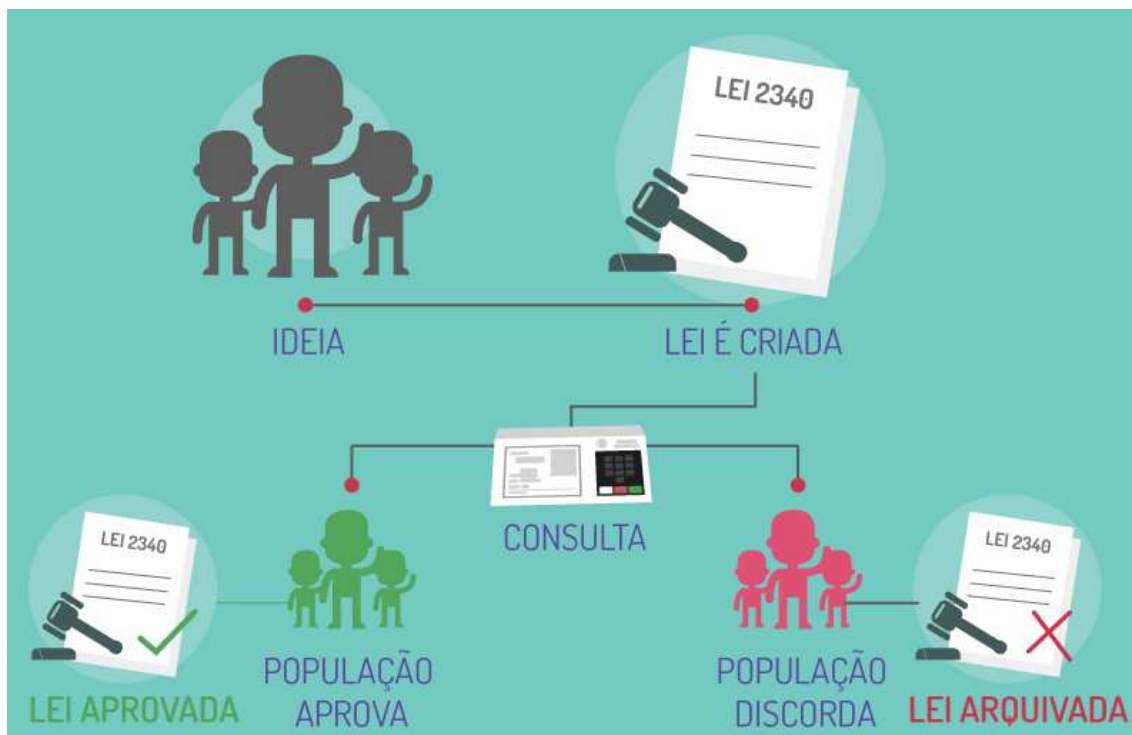 LEI 2340
IDEIA
LEI É CRIADA
CONSULTA
LEI 2340
LEI APROVADA
POPULAÇÃO
APROVA
POPULAÇÃO
DISCORDA
LEI 2340
LEI ARQUIVADA